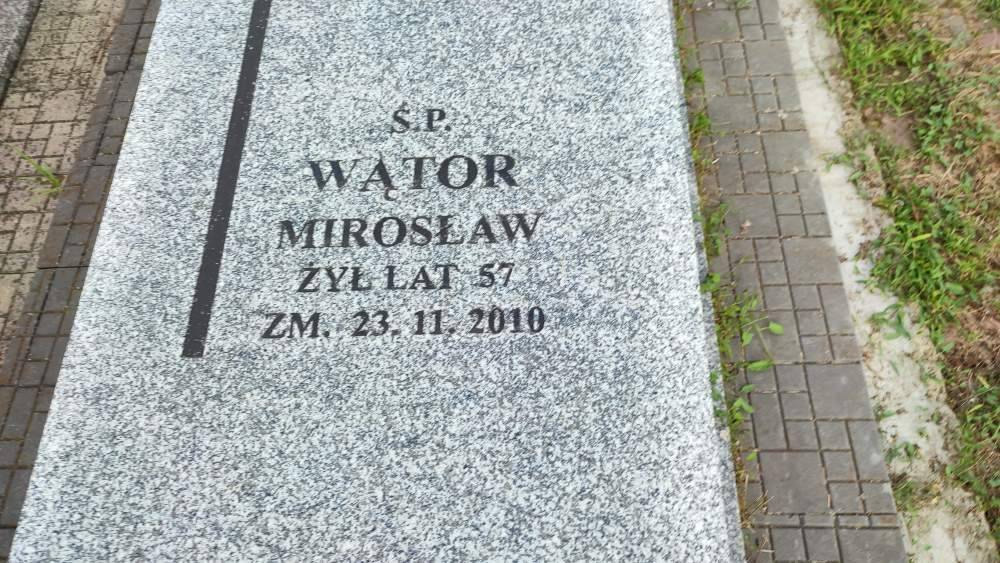 Ś.P.
WĄTOR
MIROSŁAW
ŻYŁ LAT 57
ZM. 23. 11. 2010